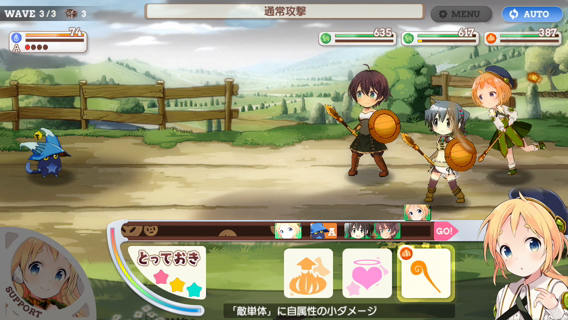 WAVE 3/3 3
通常攻撃
MENU
AUTO
74
A
635
617
387
A
GO!
とっておき
SUPPORT
「敵単体」に自属性の小ダメージ